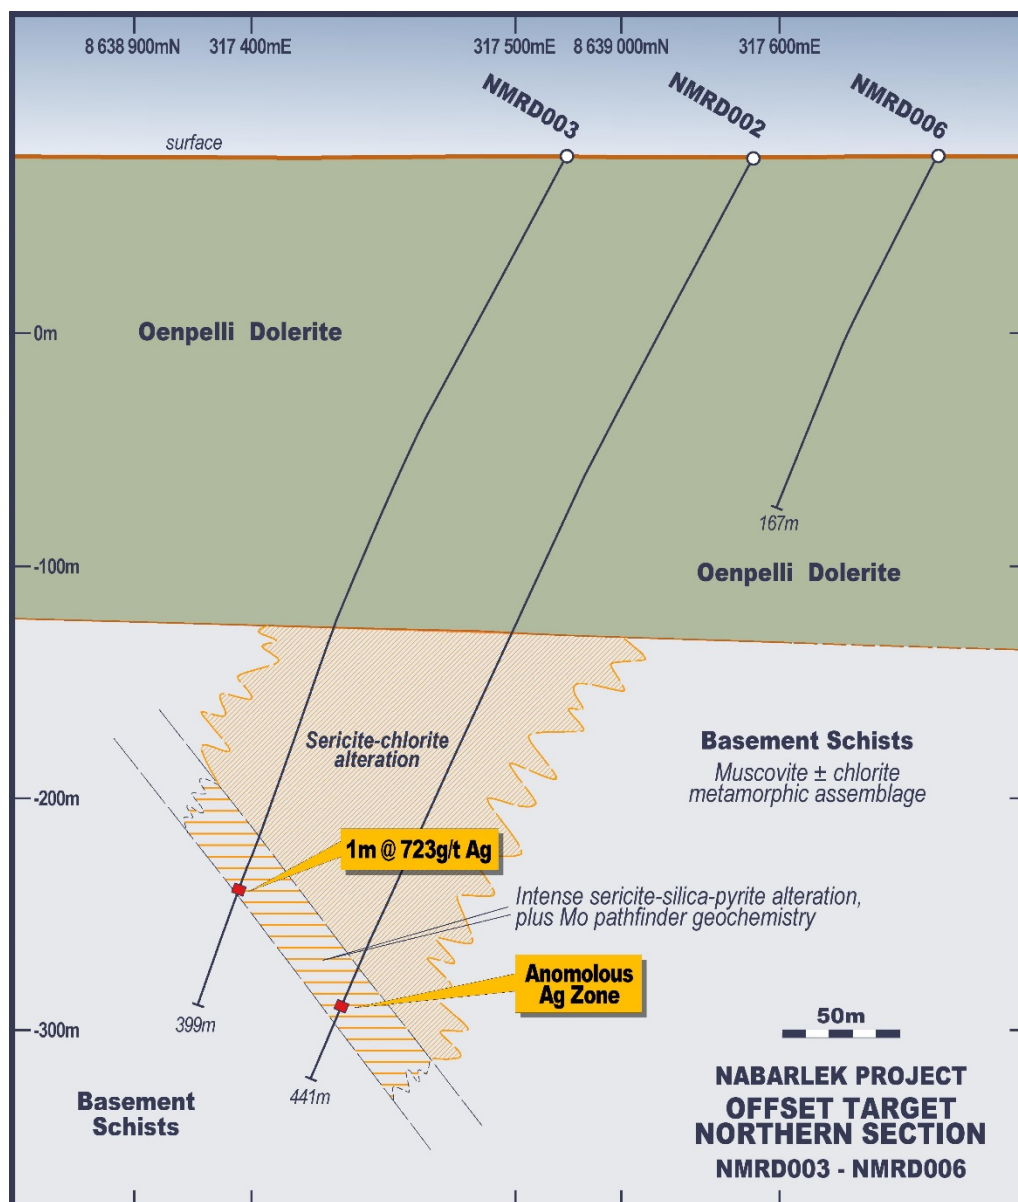 8 638 900mN
317 400mE
317 500mE
8 639 000mN
317 600mE
NMRD003
NMRD002
NMRD006
surface
0m
Oenpelli Dolerite
167m
-100m
Oenpelli Dolerite
Sericite-chlorite
alteration
Basement Schists
Muscovite ± chlorite
metamorphic assemblage
-200m
1m @ 723g/t Ag
Intense sericite-silica-pyrite alteration,
plus Mo pathfinder geochemistry
Anomolous
Ag Zone
399m
-300m
50m
441m
Basement
Schists
NABARLEK PROJECT
OFFSET TARGET
NORTHERN SECTION
NMRD003 - NMRD006